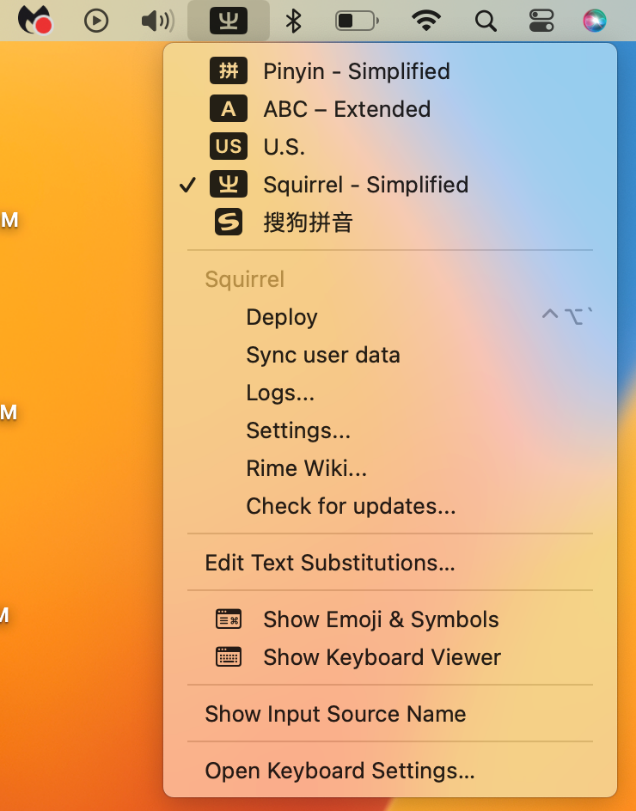 拼 Pinyin - Simplified
A ABC – Extended
US U.S.
Squirrel - Simplified
S 搜狗拼音
Squirrel
Deploy ⌃⌥`
Sync user data
Logs...
Settings...
Rime Wiki...
Check for updates...
Edit Text Substitutions...
Show Emoji & Symbols
Show Keyboard Viewer
Show Input Source Name
Open Keyboard Settings...
M
M
M